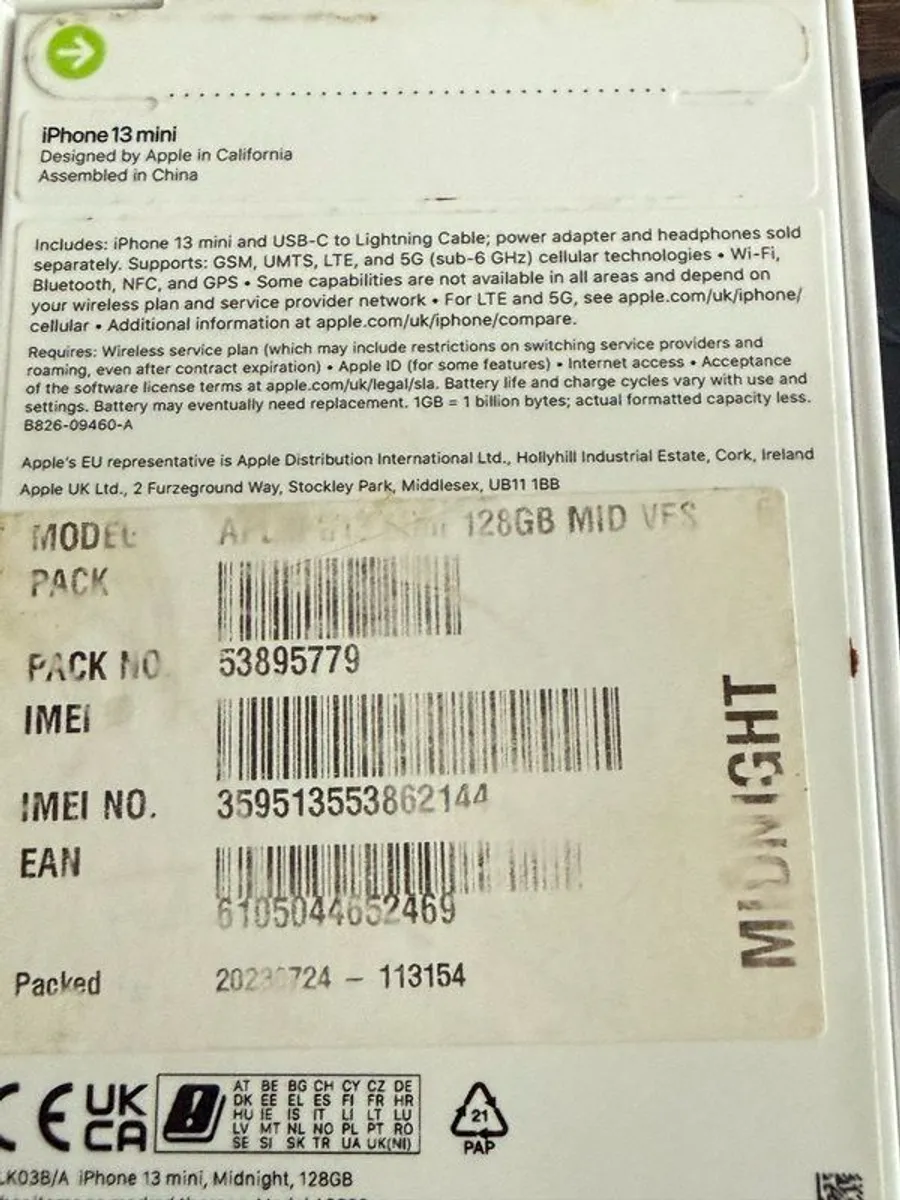 iPhone 13 mini
Designed by Apple in California
Assembled in China
Includes: iPhone 13 mini and USB-C to Lightning Cable; power adapter and headphones sold
separately. Supports: GSM, UMTS, LTE, and 5G (sub-6 GHz) cellular technologies • Wi-Fi,
Bluetooth, NFC, and GPS • Some capabilities are not available in all areas and depend on
your wireless plan and service provider network • For LTE and 5G, see apple.com/uk/iphone/
cellular • Additional information at apple.com/uk/iphone/compare.
Requires: Wireless service plan (which may include restrictions on switching service providers and
roaming, even after contract expiration) • Apple ID (for some features) • Internet access • Acceptance
of the software license terms at apple.com/uk/legal/sla. Battery life and charge cycles vary with use and
settings. Battery may eventually need replacement. 1GB = 1 billion bytes; actual formatted capacity less.
B826-09460-A
Apple's EU representative is Apple Distribution International Ltd., Hollyhill Industrial Estate, Cork, Ireland
Apple UK Ltd., 2 Furzeground Way, Stockley Park, Middlesex, UB11 1BB
MODEL 128GB MID VFS
PACK
PACK NO. 53895779
IMEI
IMEI NO. 359513553862144
EAN
6105044652469
Packed – 113154
MIDNIGHT
CE UK
CA
AT BE BG CH CY CZ DE
DK EE EL ES FI FR HR
HU IE IS IT LI LT LU
LV MT NL NO PL PT RO
SE SI SK TR UA UK(NI)
21
PAP
LK03B/A iPhone 13 mini, Midnight, 128GB